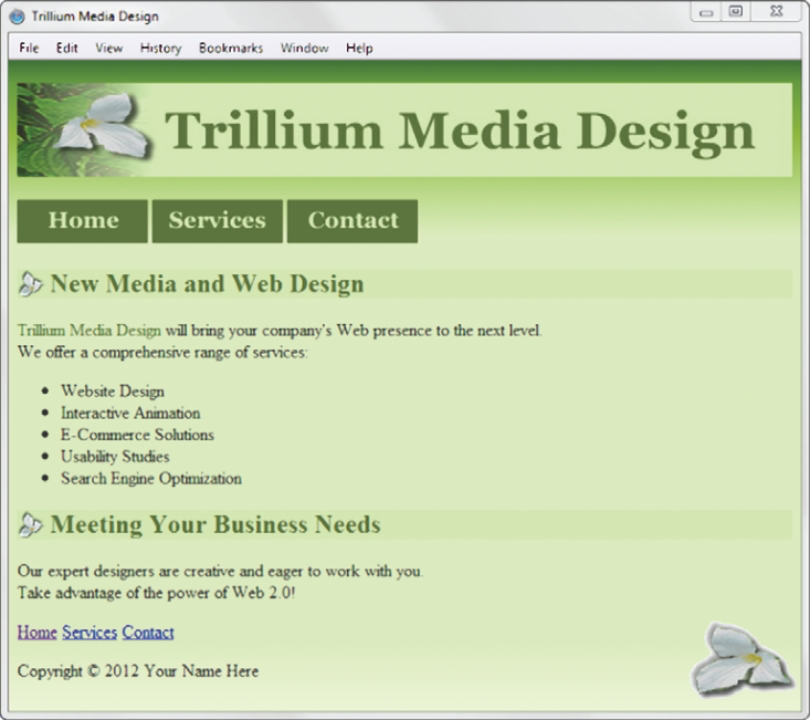 Trillium Media Design
File Edit View History Bookmarks Window Help
Trillium Media Design
Home Services Contact
New Media and Web Design
Trillium Media Design will bring your company's Web presence to the next level.
We offer a comprehensive range of services:
• Website Design
• Interactive Animation
• E-Commerce Solutions
• Usability Studies
• Search Engine Optimization
Meeting Your Business Needs
Our expert designers are creative and eager to work with you.
Take advantage of the power of Web 2.0!
Home Services Contact
Copyright © 2012 Your Name Here